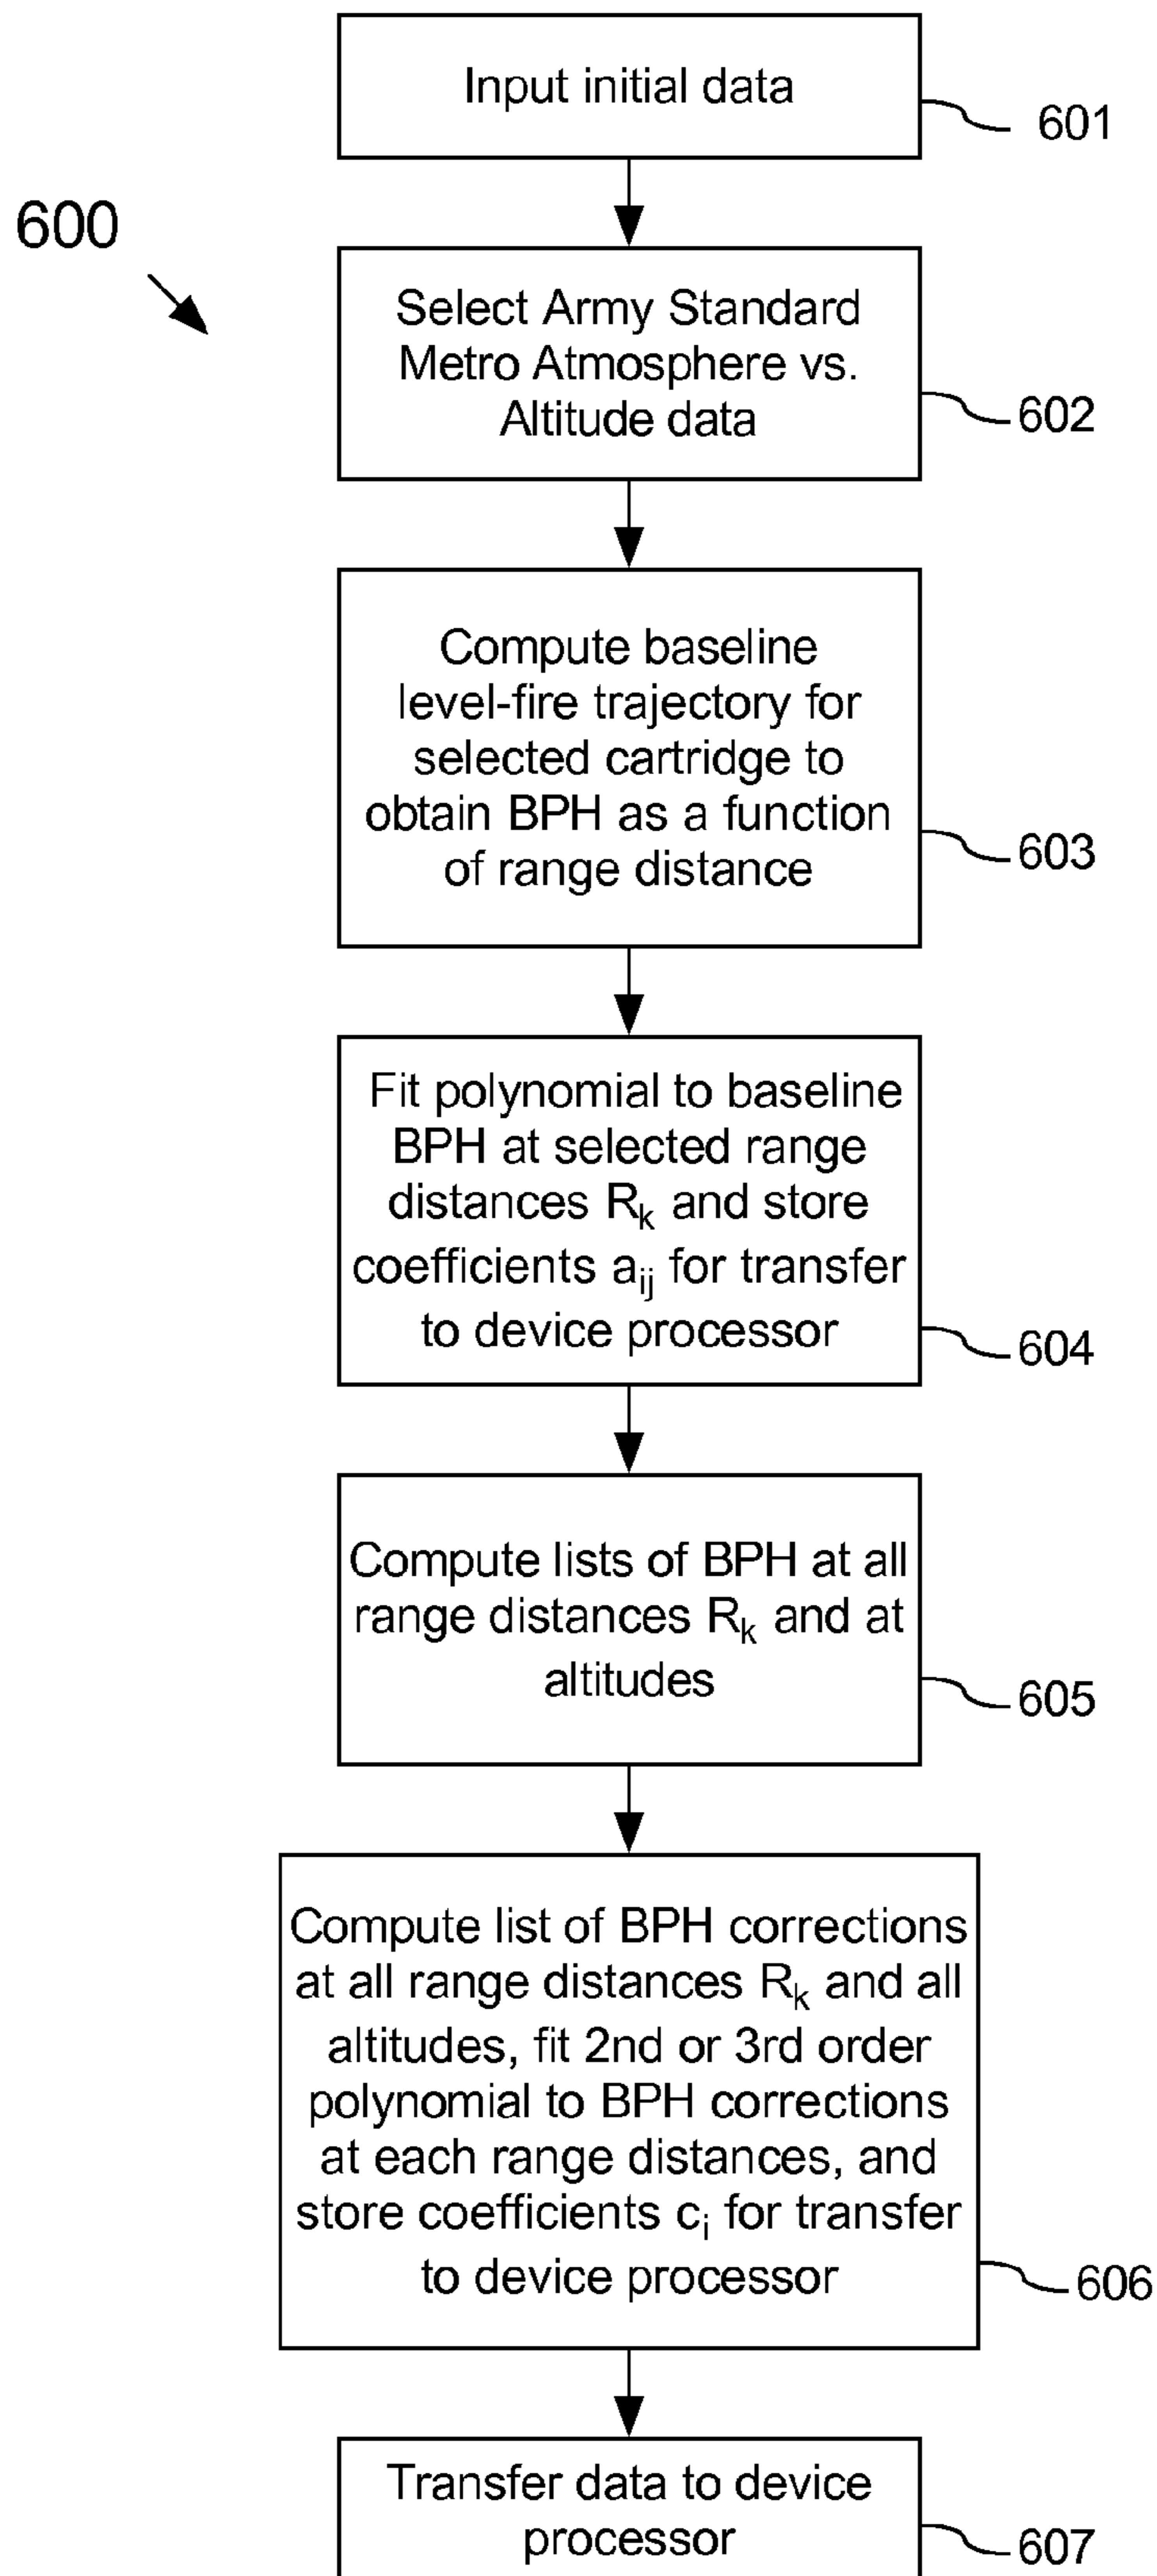 Input initial data
601
600
Select Army Standard
Metro Atmosphere vs.
Altitude data
602
Compute baseline
level-fire trajectory for
selected cartridge to
obtain BPH as a function
of range distance
603
Fit polynomial to baseline
BPH at selected range
distances Rk and store
coefficients aij for transfer
to device processor
604
Compute lists of BPH at all
range distances Rk and at
altitudes
605
Compute list of BPH corrections
at all range distances Rk and all
altitudes, fit 2nd or 3rd order
polynomial to BPH corrections
at each range distances, and
store coefficients ci for transfer
to device processor
606
Transfer data to device
processor
607